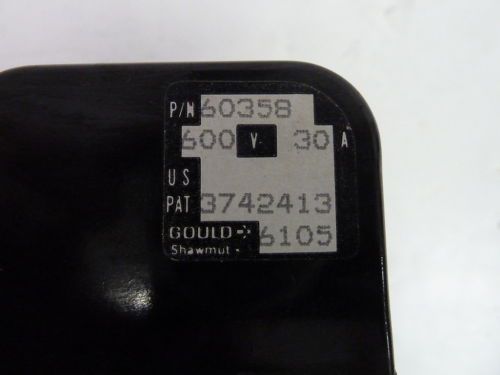 P/N 60358
600 V 30 A
US
PAT 3742413
GOULD 6105
Shawmut